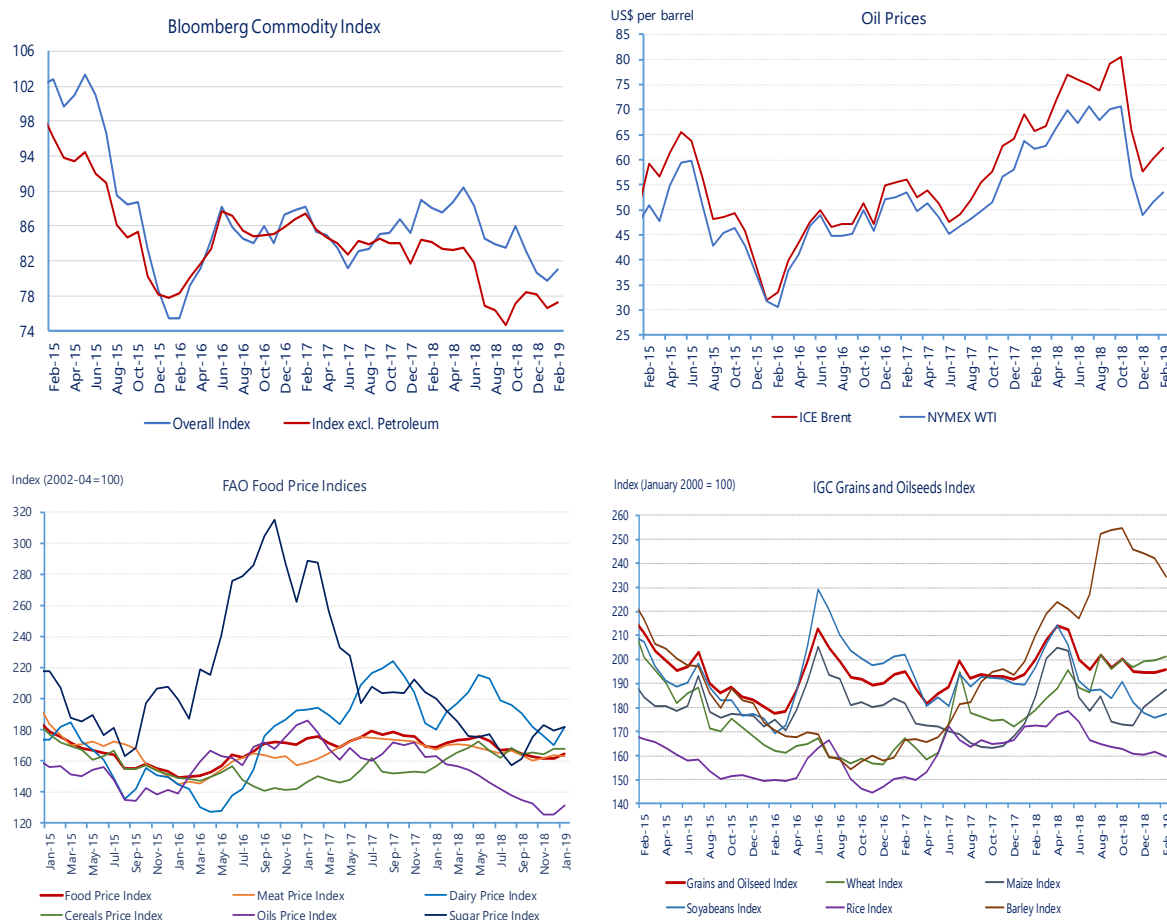 Bloomberg Commodity Index
106
102
98
94
90
86
82
78
74
Feb-15
Apr-15
Jun-15
Aug-15
Oct-15
Dec-15
Feb-16
Apr-16
Jun-16
Aug-16
Oct-16
Dec-16
Feb-17
Apr-17
Jun-17
Aug-17
Oct-17
Dec-17
Feb-18
Apr-18
Jun-18
Aug-18
Oct-18
Dec-18
Feb-19
Overall Index
Index excl. Petroleum
US$ per barrel
Oil Prices
85
80
75
70
65
60
55
50
45
40
35
30
25
Feb-15
Apr-15
Jun-15
Aug-15
Oct-15
Dec-15
Feb-16
Apr-16
Jun-16
Aug-16
Oct-16
Dec-16
Feb-17
Apr-17
Jun-17
Aug-17
Oct-17
Dec-17
Feb-18
Apr-18
Jun-18
Aug-18
Oct-18
Dec-18
Feb-19
ICE Brent
NYMEX WTI
Index (2002-04=100)
FAO Food Price Indices
320
300
280
260
240
220
200
180
160
140
120
Jan-15
Mar-15
May-15
Jul-15
Sep-15
Nov-15
Jan-16
Mar-16
May-16
Jul-16
Sep-16
Nov-16
Jan-17
Mar-17
May-17
Jul-17
Sep-17
Nov-17
Jan-18
Mar-18
May-18
Jul-18
Sep-18
Nov-18
Jan-19
Food Price Index
Meat Price Index
Dairy Price Index
Cereals Price Index
Oils Price Index
Sugar Price Index
Index (January 2000 = 100)
IGC Grains and Oilseeds Index
260
250
240
230
220
210
200
190
180
170
160
150
140
Feb-15
Apr-15
Jun-15
Aug-15
Oct-15
Dec-15
Feb-16
Apr-16
Jun-16
Aug-16
Oct-16
Dec-16
Feb-17
Apr-17
Jun-17
Aug-17
Oct-17
Dec-17
Feb-18
Apr-18
Jun-18
Aug-18
Oct-18
Dec-18
Feb-19
Grains and Oilseed Index
Wheat Index
Maize Index
Soyabeans Index
Rice Index
Barley Index